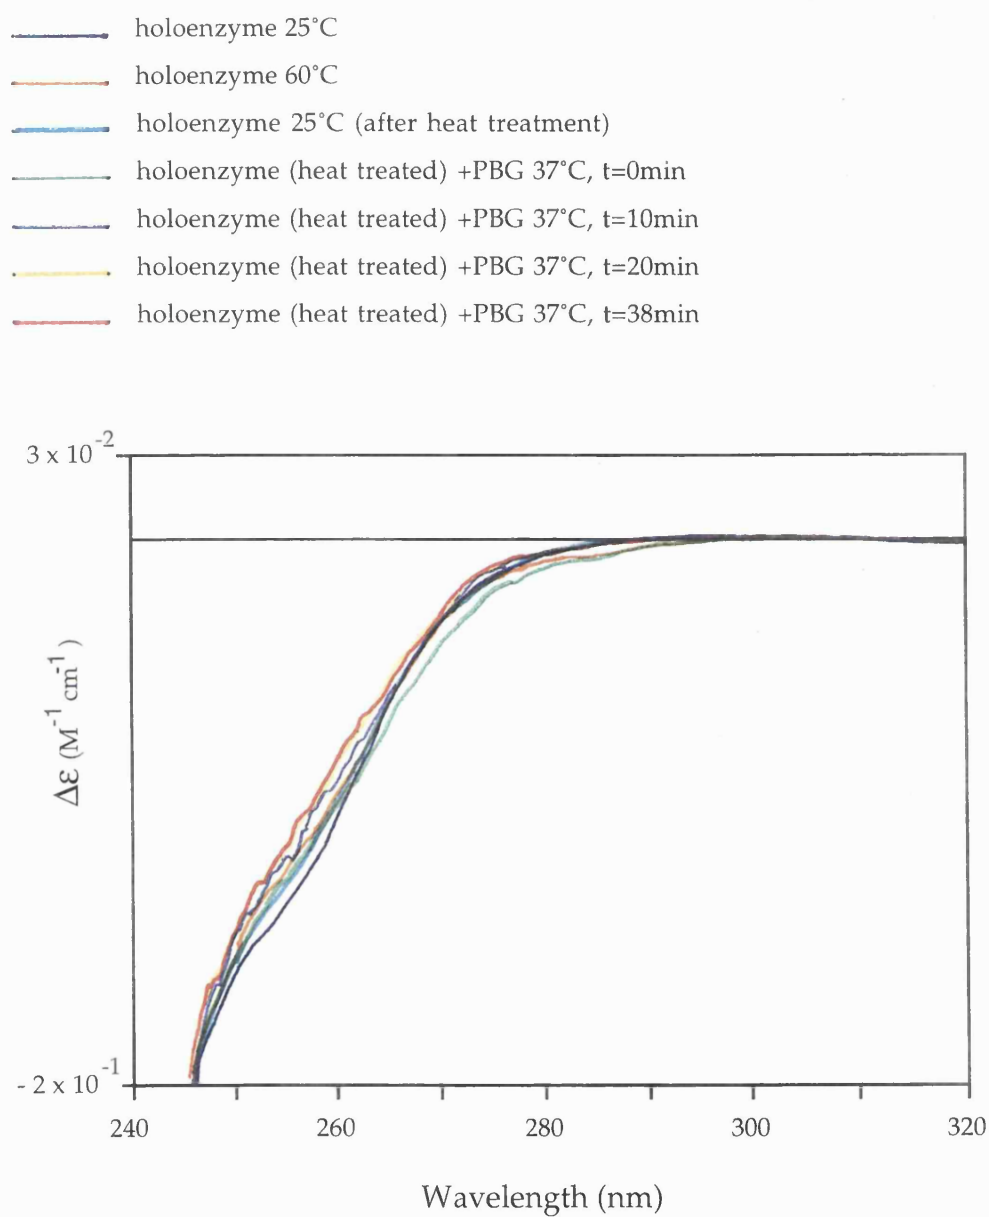 holoenzyme 25°C
holoenzyme 60°C
holoenzyme 25°C (after heat treatment)
holoenzyme (heat treated) +PBG 37°C, t=0min
holoenzyme (heat treated) +PBG 37°C, t=10min
holoenzyme (heat treated) +PBG 37°C, t=20min
holoenzyme (heat treated) +PBG 37°C, t=38min
3 x 10⁻²
Δε (M⁻¹ cm⁻¹)
- 2 x 10⁻¹
240 260 280 300 320
Wavelength (nm)